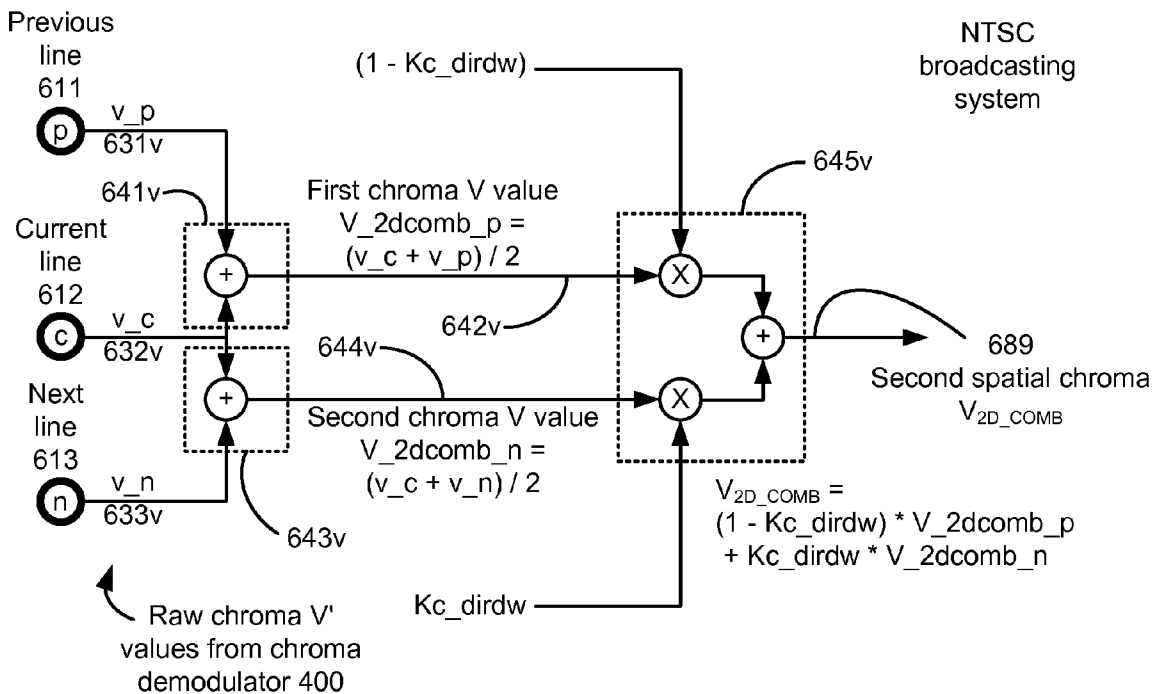 Previous
line
611
p
v_p
631v
(1 - Kc_dirdw)
NTSC
broadcasting
system
641v
645v
First chroma V value
V_2dcomb_p =
(v_c + v_p) / 2
+
X
Current
line
612
c
v_c
632v
642v
644v
+
689
Second spatial chroma
V2D_COMB
Next
line
613
n
v_n
633v
+
X
Second chroma V value
V_2dcomb_n =
(v_c + v_n) / 2
643v
V2D_COMB =
(1 - Kc_dirdw) * V_2dcomb_p
+ Kc_dirdw * V_2dcomb_n
Kc_dirdw
Raw chroma V'
values from chroma
demodulator 400